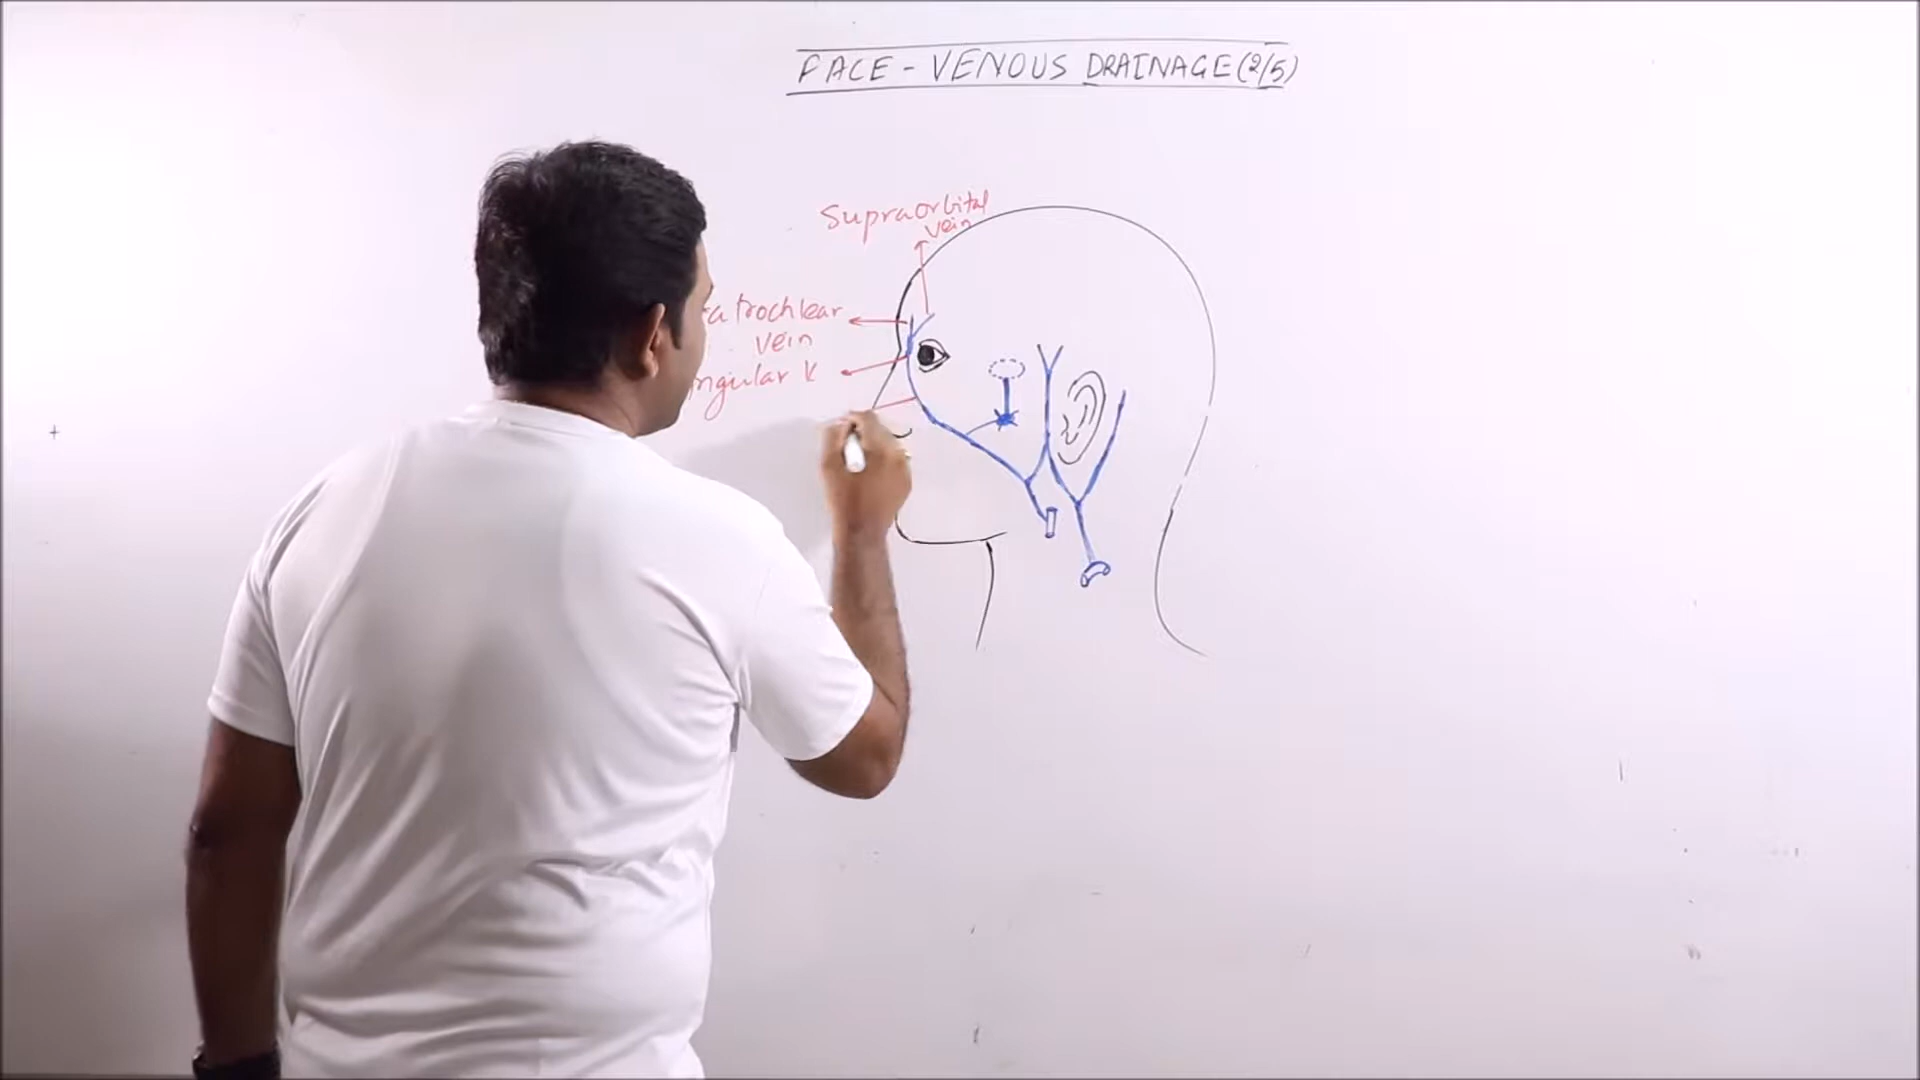 FACE - VENOUS DRAINAGE (2/5)
Supraorbital
vein
a trochlear
vein
ngular V